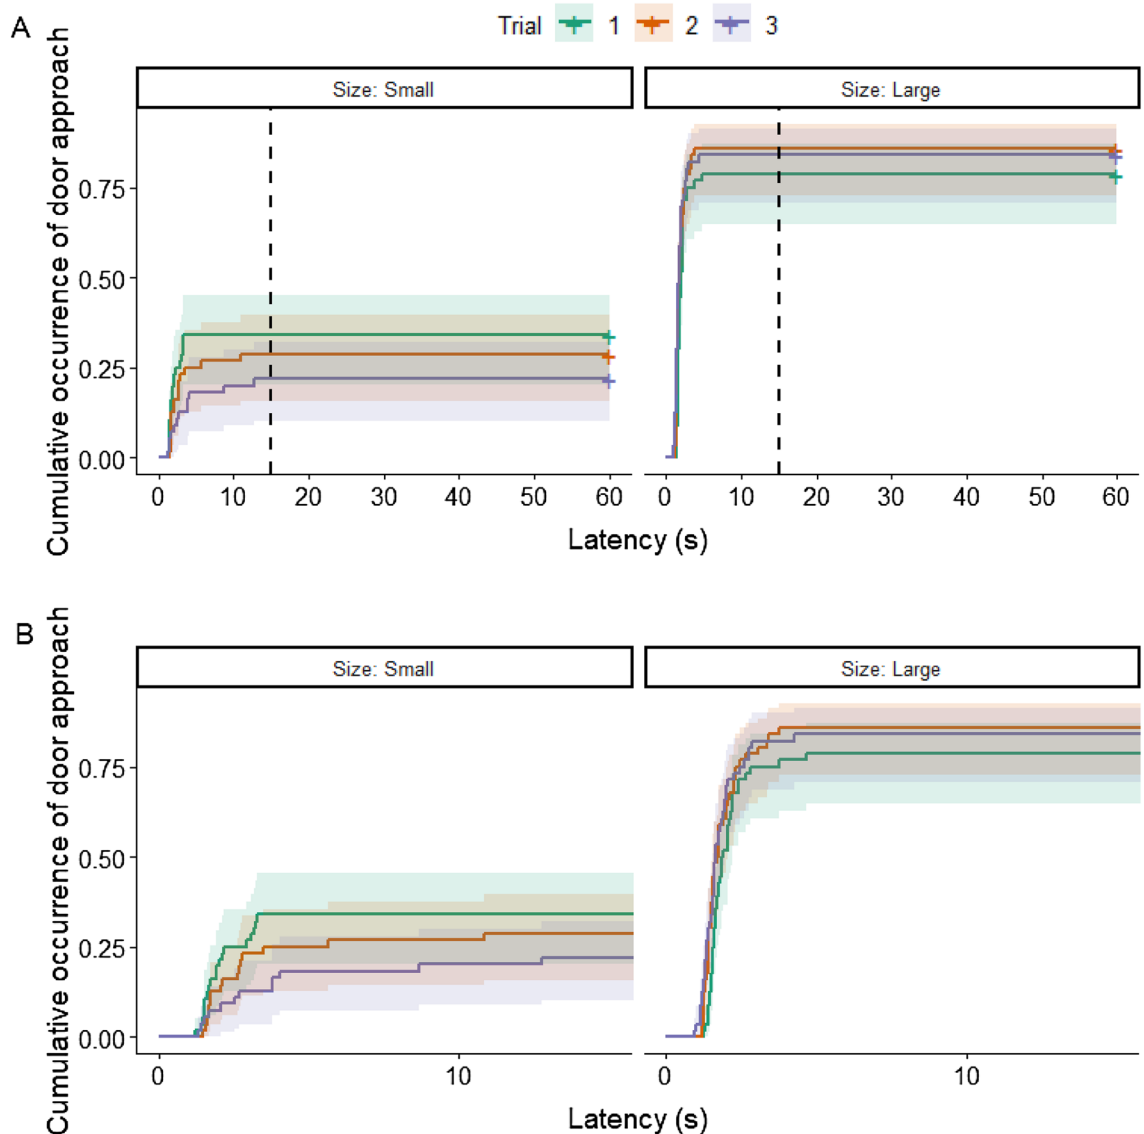 A
Trial 1 2 3
Size: Small Size: Large
Cumulative occurrence of door approach
0.75
0.50
0.25
0.00
0 10 20 30 40 50 60 0 10 20 30 40 50 60
Latency (s)
B
Size: Small Size: Large
Cumulative occurrence of door approach
0.75
0.50
0.25
0.00
0 10 0 10
Latency (s)